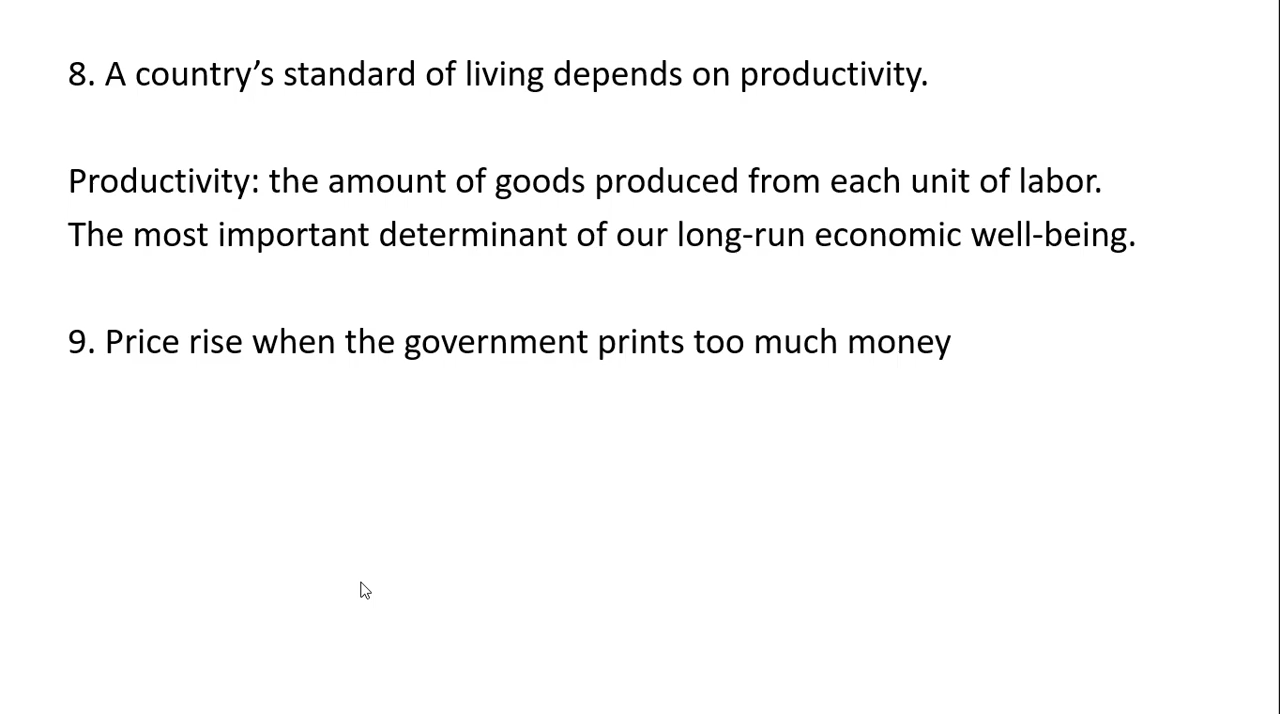 8. A country’s standard of living depends on productivity.
Productivity: the amount of goods produced from each unit of labor.
The most important determinant of our long-run economic well-being.
9. Price rise when the government prints too much money